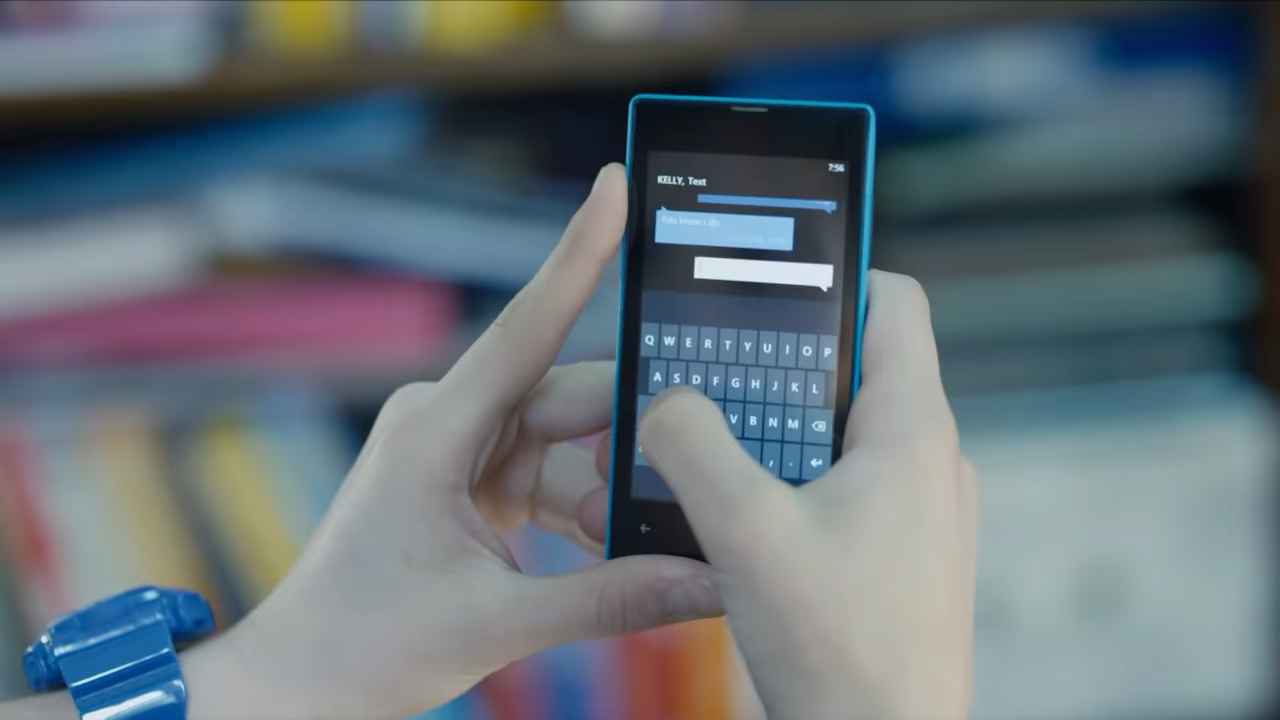 7:56
KELLY, Text
You know I do
Q W E R T Y U I O P
A S D F G H J K L
V B N M
, .